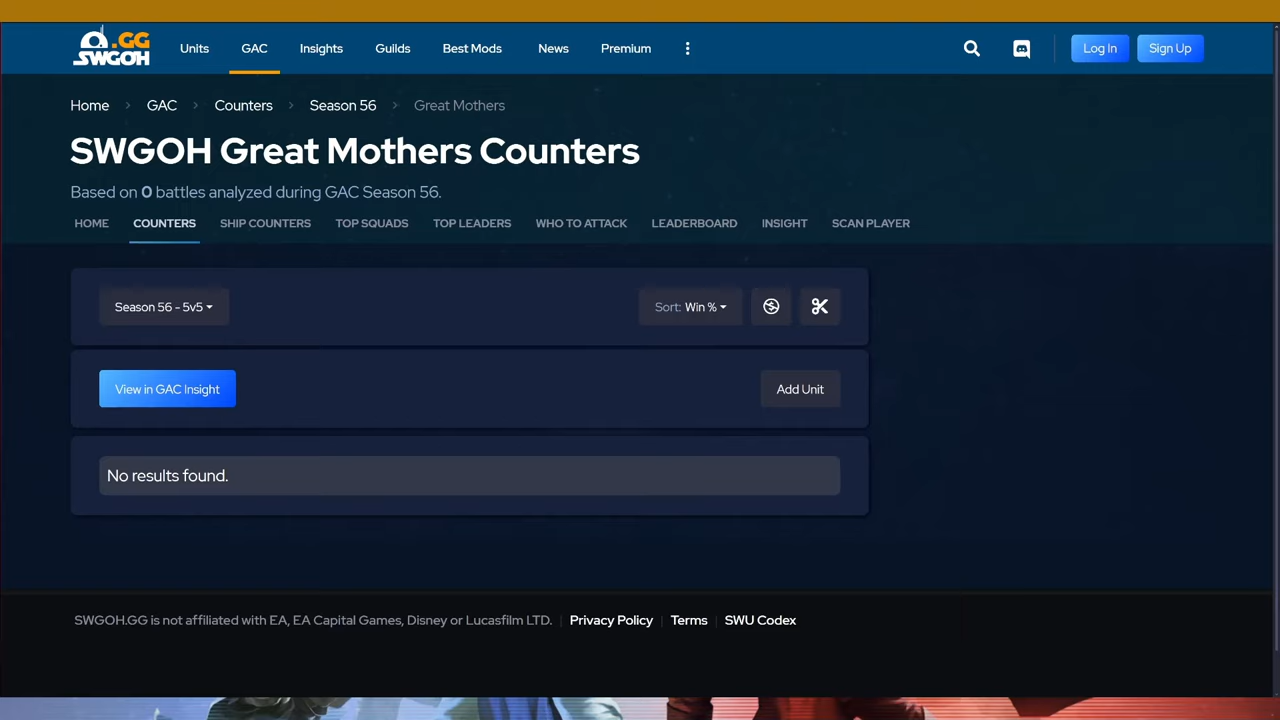 .GG
SWGOH
Units
GAC
Insights
Guilds
Best Mods
News
Premium
Log In
Sign Up
Home > GAC > Counters > Season 56 > Great Mothers
SWGOH Great Mothers Counters
Based on 0 battles analyzed during GAC Season 56.
HOME
COUNTERS
SHIP COUNTERS
TOP SQUADS
TOP LEADERS
WHO TO ATTACK
LEADERBOARD
INSIGHT
SCAN PLAYER
Season 56 - 5v5
Sort: Win %
View in GAC Insight
Add Unit
No results found.
SWGOH.GG is not affiliated with EA, EA Capital Games, Disney or Lucasfilm LTD. | Privacy Policy | Terms | SWU Codex